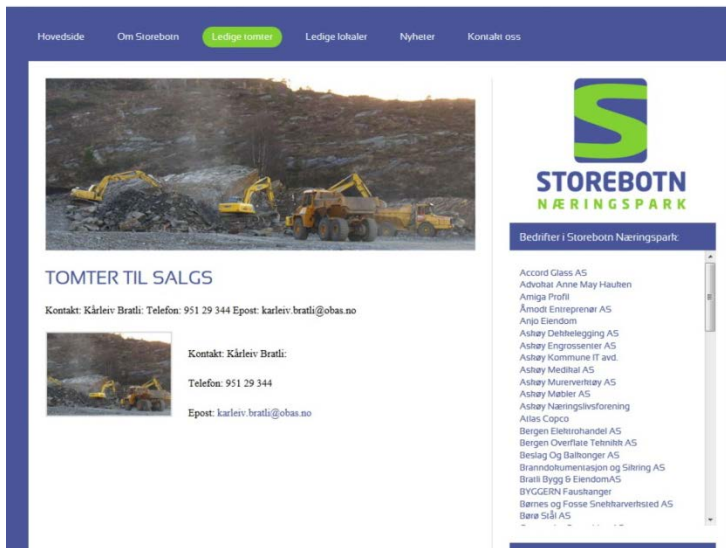 Hovedside Om Storebotn Ledige tomter Ledige lokaler Nyheter Kontakt oss
TOMTER TIL SALGS
Kontakt: Kårleiv Bratli: Telefon: 951 29 344 Epost: karleiv.bratli@obas.no
Kontakt: Kårleiv Bratli:
Telefon: 951 29 344
Epost: karleiv.bratli@obas.no
S
STOREBOTN
NÆRINGSPARK
Bedrifter i Storebotn Næringspark:
Accord Glass AS
Advokat Anne May Hauken
Amiga Profil
Åmodt Entreprenør AS
Anjo Eiendom
Askøy Dekkelegging AS
Askøy Engrossenter AS
Askøy Kommune IT avd.
Askøy Medikal AS
Askøy Murerverktøy AS
Askøy Møbler AS
Askøy Næringslivsforening
Atlas Copco
Bergen Elektrohandel AS
Bergen Overflate Teknikk AS
Beslag Og Balkonger AS
Branndokumentasjon og Sikring AS
Bratli Bygg & EiendomAS
BYGGERN Fauskanger
Børnes og Fosse Snekkarverksted AS
Børø Stål AS